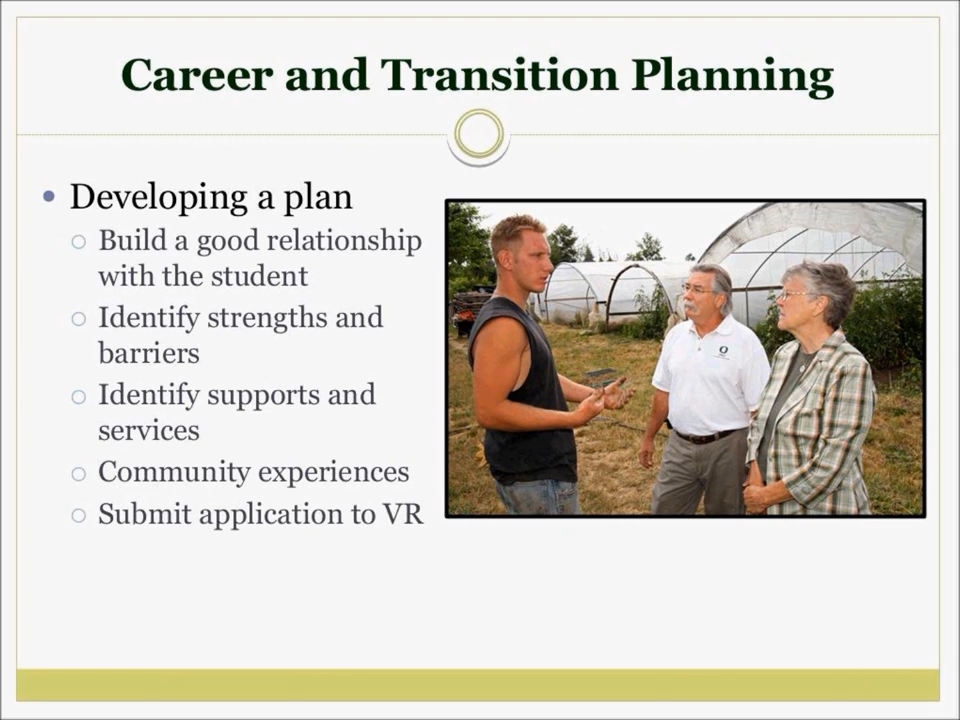 Career and Transition Planning
Developing a plan
Build a good relationship
with the student
Identify strengths and
barriers
Identify supports and
services
Community experiences
Submit application to VR